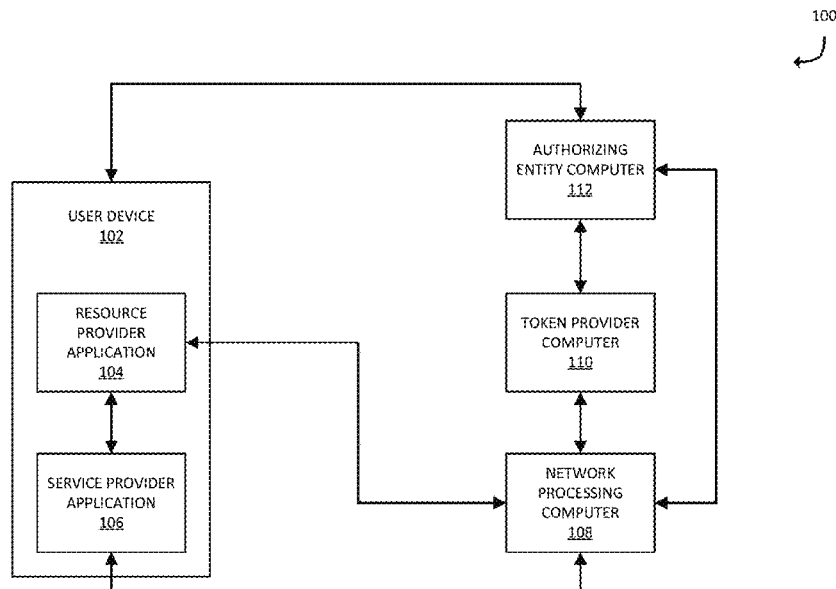 100
AUTHORIZING
ENTITY COMPUTER
112
USER DEVICE
102
RESOURCE
PROVIDER
APPLICATION
104
TOKEN PROVIDER
COMPUTER
110
SERVICE PROVIDER
APPLICATION
106
NETWORK
PROCESSING
COMPUTER
108